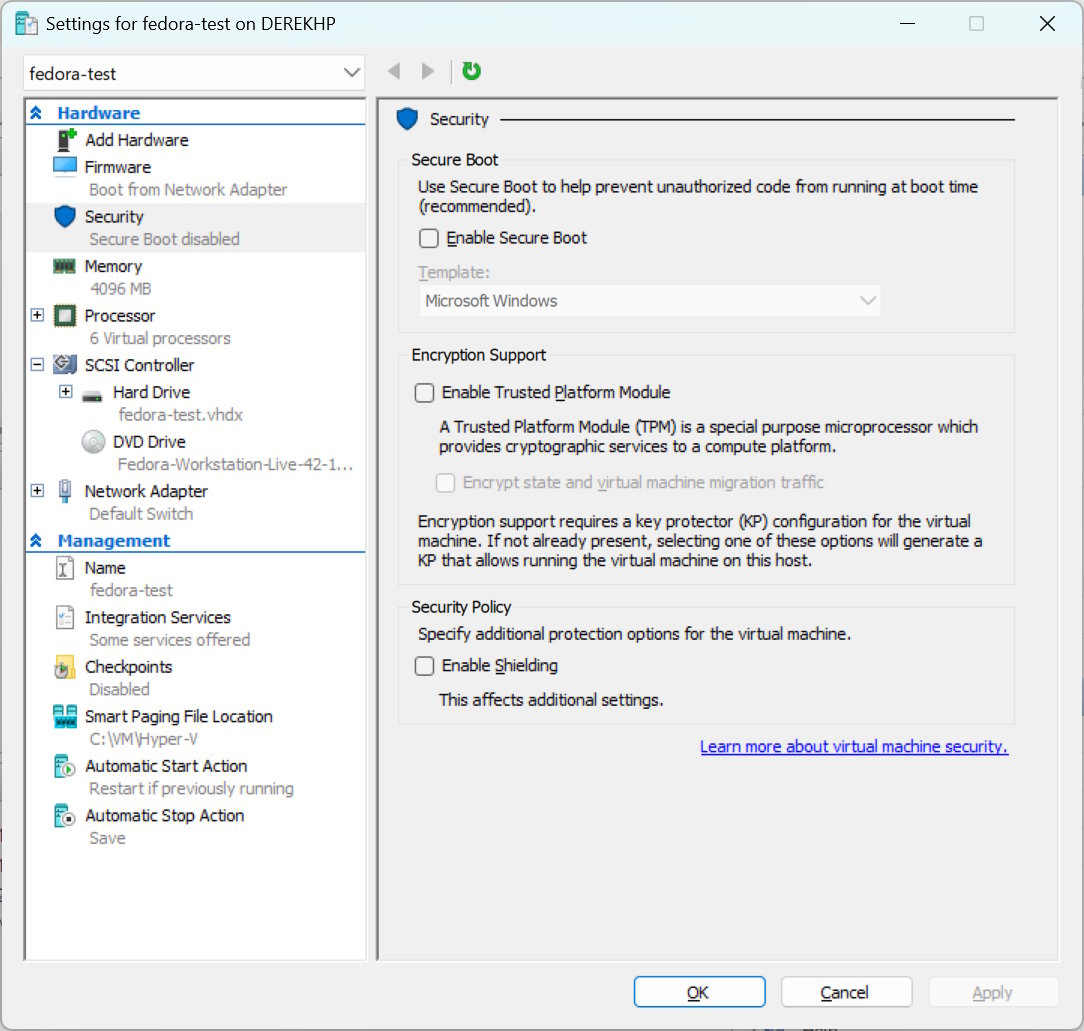 Settings for fedora-test on DEREKHP
fedora-test
Hardware
Add Hardware
Firmware
Boot from Network Adapter
Security
Secure Boot disabled
Memory
4096 MB
Processor
6 Virtual processors
SCSI Controller
Hard Drive
fedora-test.vhdx
DVD Drive
Fedora-Workstation-Live-42-1...
Network Adapter
Default Switch
Management
Name
fedora-test
Integration Services
Some services offered
Checkpoints
Disabled
Smart Paging File Location
C:\VM\Hyper-V
Automatic Start Action
Restart if previously running
Automatic Stop Action
Save
Security
Secure Boot
Use Secure Boot to help prevent unauthorized code from running at boot time
(recommended).
Enable Secure Boot
Template:
Microsoft Windows
Encryption Support
Enable Trusted Platform Module
A Trusted Platform Module (TPM) is a special purpose microprocessor which
provides cryptographic services to a compute platform.
Encrypt state and virtual machine migration traffic
Encryption support requires a key protector (KP) configuration for the virtual
machine. If not already present, selecting one of these options will generate a
KP that allows running the virtual machine on this host.
Security Policy
Specify additional protection options for the virtual machine.
Enable Shielding
This affects additional settings.
Learn more about virtual machine security.
OK
Cancel
Apply